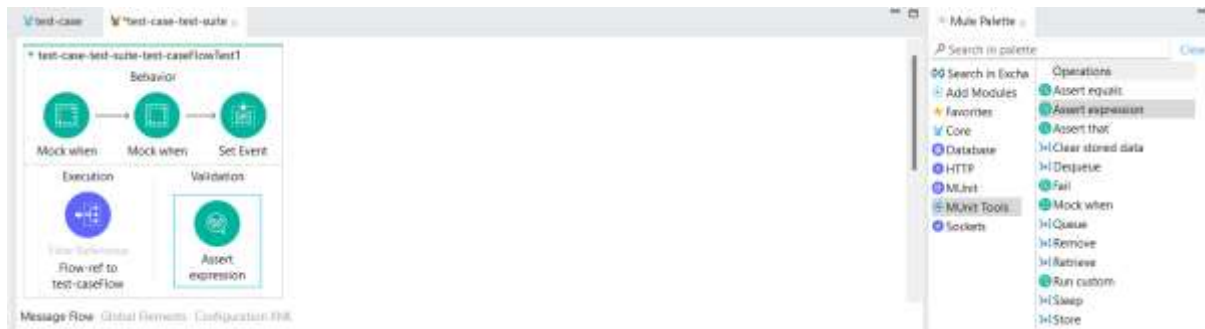 test-case
*test-case-test-suite
test-case-test-suite-test-caseFlowTest1
Behavior
Mock when
Mock when
Set Event
Execution
Validation
Flow Reference
Flow-ref to
test-caseFlow
Assert
expression
Message Flow
Global Elements
Configuration XML
Mule Palette
Search in palette
Clear
Search in Excha
Add Modules
Favorites
Core
Database
HTTP
MUnit
MUnit Tools
Sockets
Operations
Assert equals
Assert expression
Assert that
Clear stored data
Dequeue
Fail
Mock when
Queue
Remove
Retrieve
Run custom
Sleep
Store